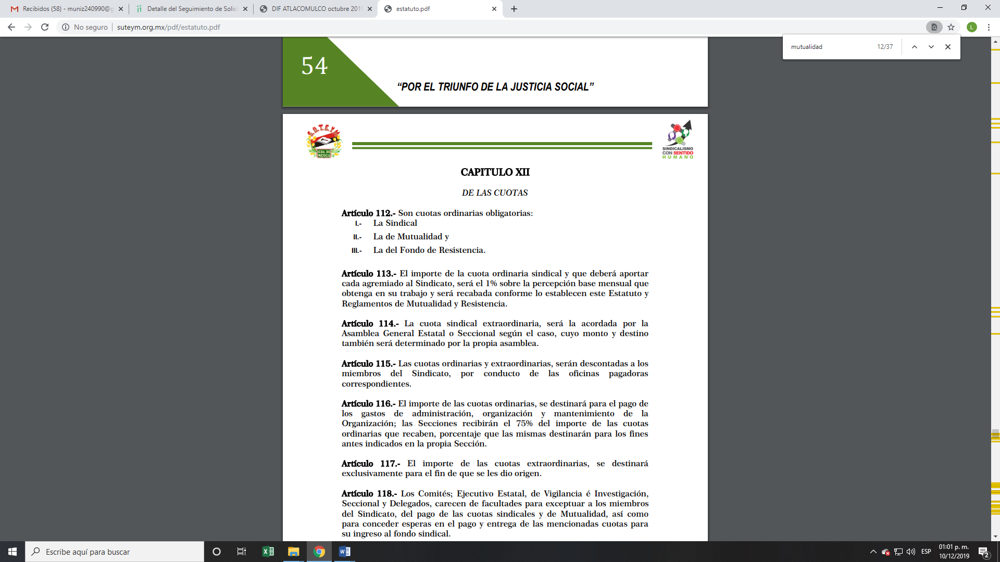 Recibidos (58) - muniz240990@g
Detalle del Seguimiento de Solici
DIF ATLACOMULCO octubre 2019
estatuto.pdf
No seguro
suteym.org.mx/pdf/estatuto.pdf
L
mutualidad
12/37
54
“POR EL TRIUNFO DE LA JUSTICIA SOCIAL”
S.U.T.E.Y.M
EDO. DE
MEXICO
SINDICALISMO
CON SENTIDO
HUMANO
CAPITULO XII
DE LAS CUOTAS
Artículo 112.- Son cuotas ordinarias obligatorias:
I.- La Sindical
II.- La de Mutualidad y
III.- La del Fondo de Resistencia.
Artículo 113.- El importe de la cuota ordinaria sindical y que deberá aportar
cada agremiado al Sindicato, será el 1% sobre la percepción base mensual que
obtenga en su trabajo y será recabada conforme lo establecen este Estatuto y
Reglamentos de Mutualidad y Resistencia.
Artículo 114.- La cuota sindical extraordinaria, será la acordada por la
Asamblea General Estatal o Seccional según el caso, cuyo monto y destino
también será determinado por la propia asamblea.
Artículo 115.- Las cuotas ordinarias y extraordinarias, serán descontadas a los
miembros del Sindicato, por conducto de las oficinas pagadoras
correspondientes.
Artículo 116.- El importe de las cuotas ordinarias, se destinará para el pago de
los gastos de administración, organización y mantenimiento de la
Organización; las Secciones recibirán el 75% del importe de las cuotas
ordinarias que recaben, porcentaje que las mismas destinarán para los fines
antes indicados en la propia Sección.
Artículo 117.- El importe de las cuotas extraordinarias, se destinará
exclusivamente para el fin de que se les dio origen.
Artículo 118.- Los Comités; Ejecutivo Estatal, de Vigilancia é Investigación,
Seccional y Delegados, carecen de facultades para exceptuar a los miembros
del Sindicato, del pago de las cuotas sindicales y de Mutualidad, así como
para conceder esperas en el pago y entrega de las mencionadas cuotas para
su ingreso al fondo sindical.
Escribe aquí para buscar
ESP
01:01 p. m.
10/12/2019
2